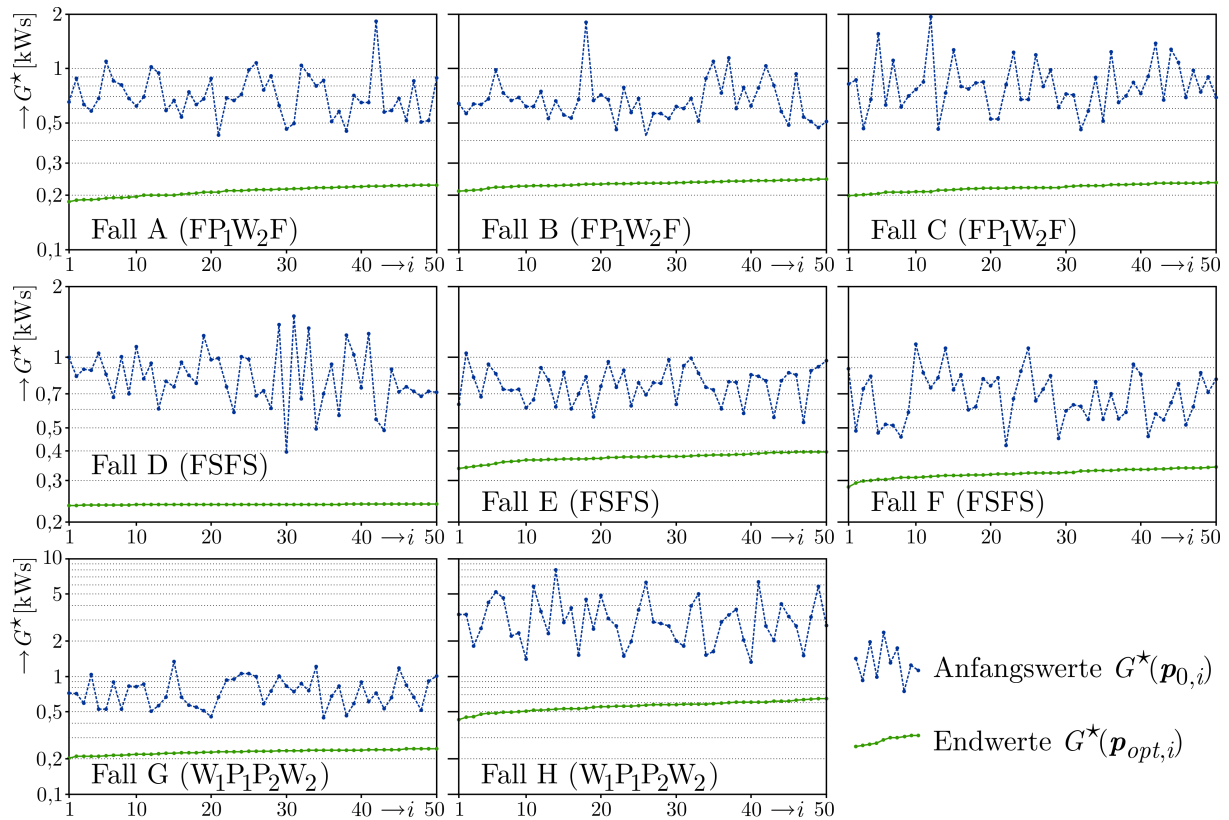 → G★ [kWs]
2
1
0,5
0,3
0,2
0,1
Fall A (FP₁W₂F)
1 10 20 30 40 →i 50
Fall B (FP₁W₂F)
1 10 20 30 40 →i 50
Fall C (FP₁W₂F)
1 10 20 30 40 →i 50
→ G★ [kWs]
2
1
0,7
0,5
0,4
0,3
0,2
Fall D (FSFS)
1 10 20 30 40 →i 50
Fall E (FSFS)
1 10 20 30 40 →i 50
Fall F (FSFS)
1 10 20 30 40 →i 50
→ G★ [kWs]
10
5
2
1
0,5
0,2
0,1
Fall G (W₁P₁P₂W₂)
1 10 20 30 40 →i 50
Fall H (W₁P₁P₂W₂)
1 10 20 30 40 →i 50
Anfangswerte G★(p₀,ᵢ)
Endwerte G★(p_opt,i)